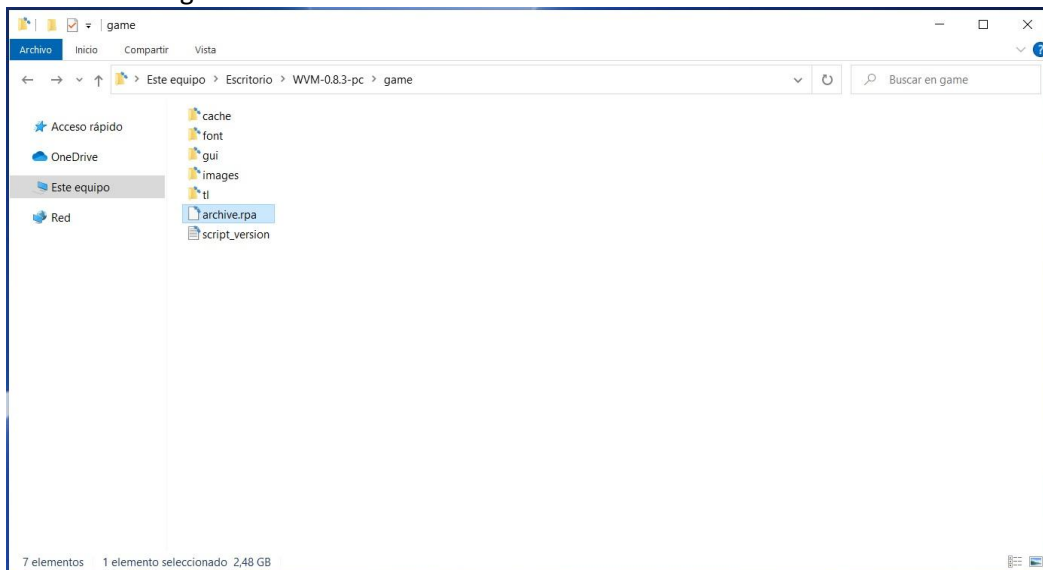 game
Archivo Inicio Compartir Vista
Este equipo > Escritorio > WVM-0.8.3-pc > game
Buscar en game
Acceso rápido
OneDrive
Este equipo
Red
cache
font
gui
images
tl
archive.rpa
script_version
7 elementos 1 elemento seleccionado 2,48 GB